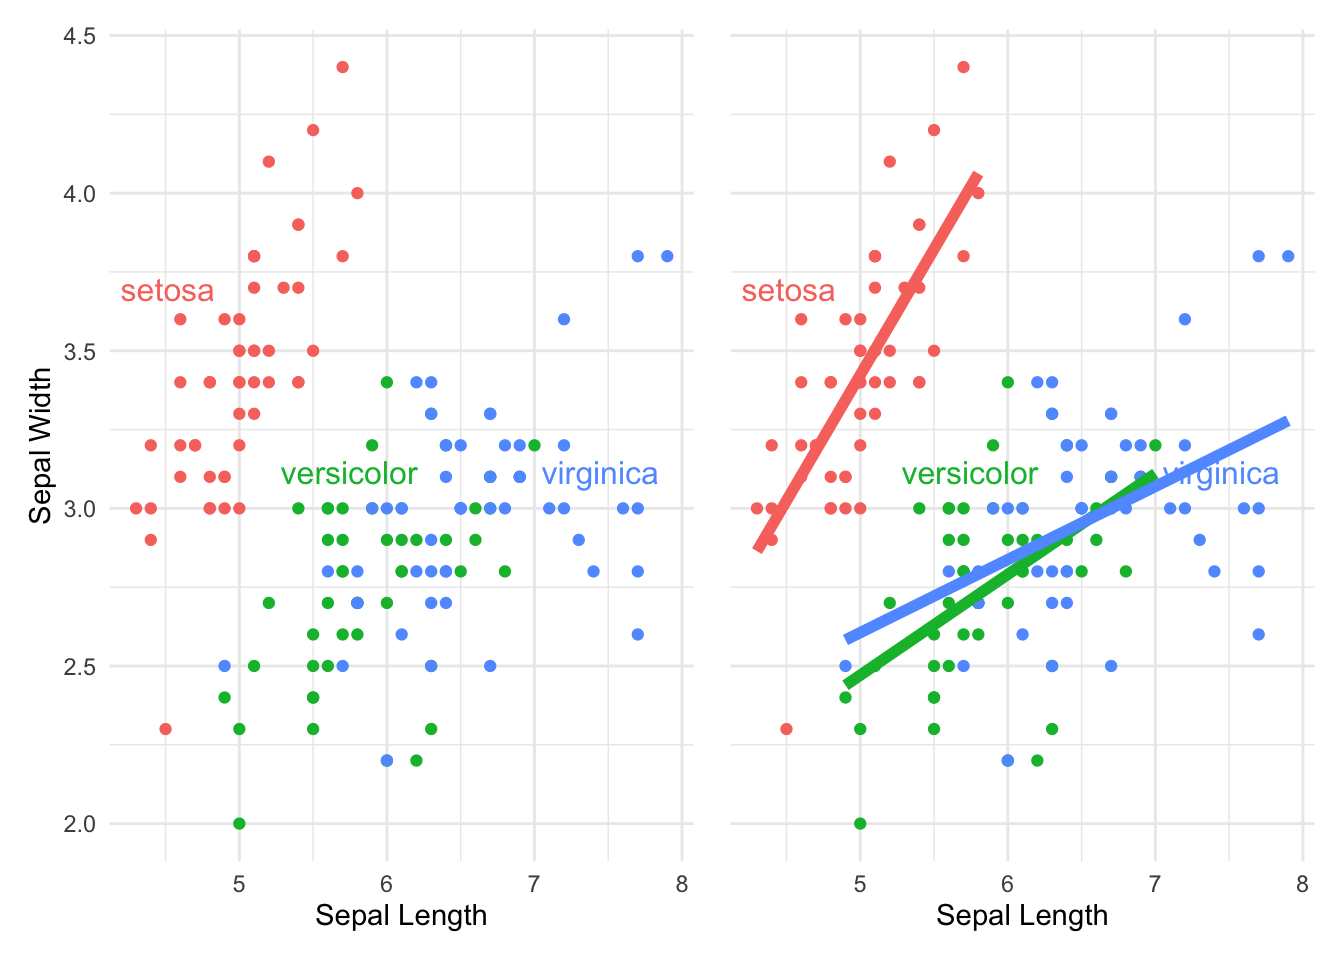 4.5
4.0
3.5
3.0
2.5
2.0
Sepal Width
setosa
versicolor
virginica
5 6 7 8
Sepal Length
setosa
versicolor
virginica
5 6 7 8
Sepal Length